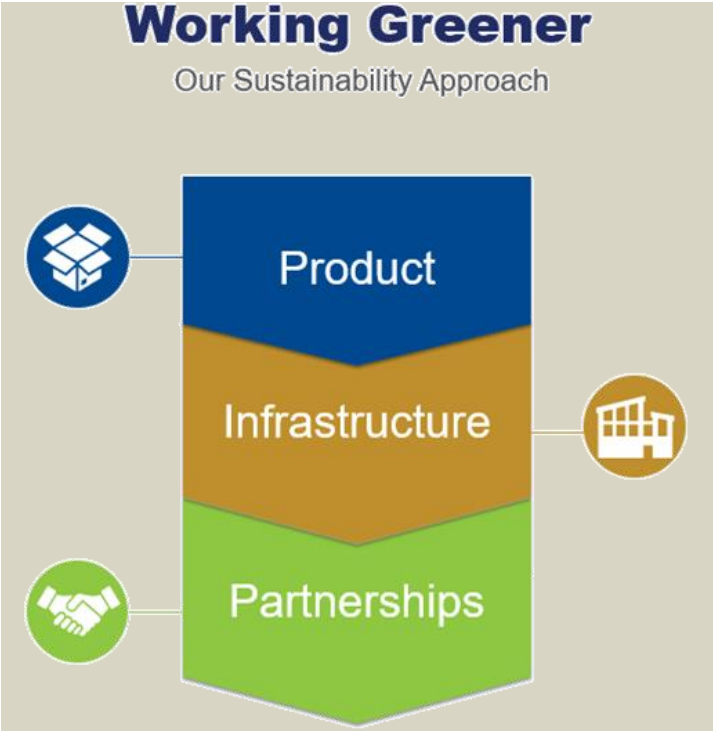 Working Greener
Our Sustainability Approach
Product
Infrastructure
Partnerships